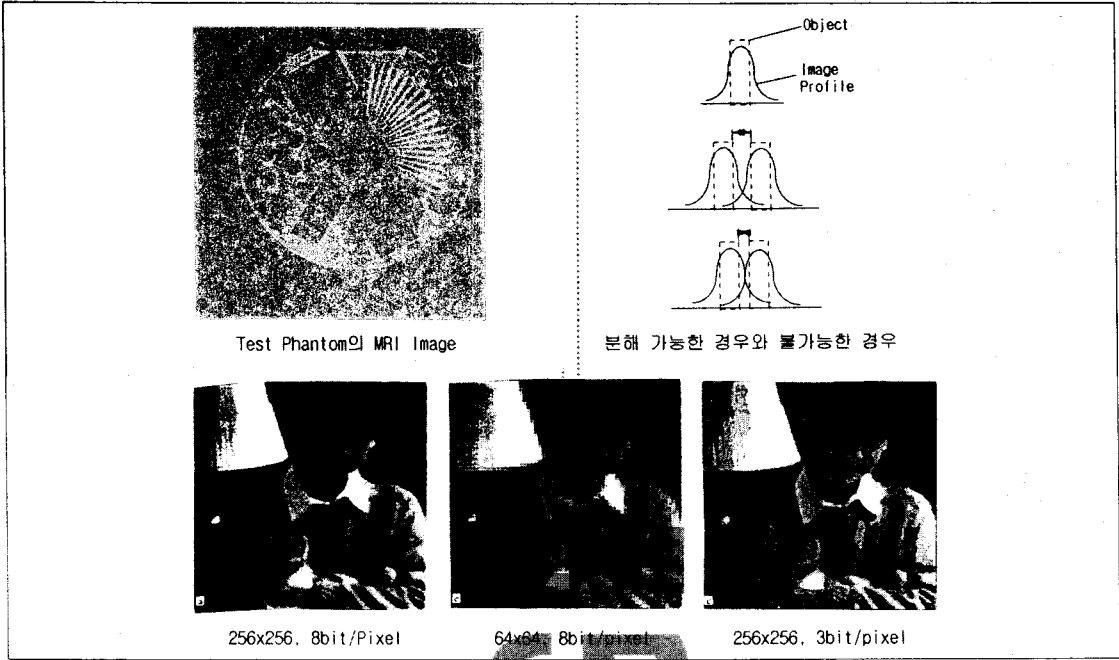 Object
Image
Profile
Test Phantom의 MRI Image
분해 가능한 경우와 불가능한 경우
256x256, 8bit/Pixel
64x64, 8bit/pixel
256x256, 3bit/pixel